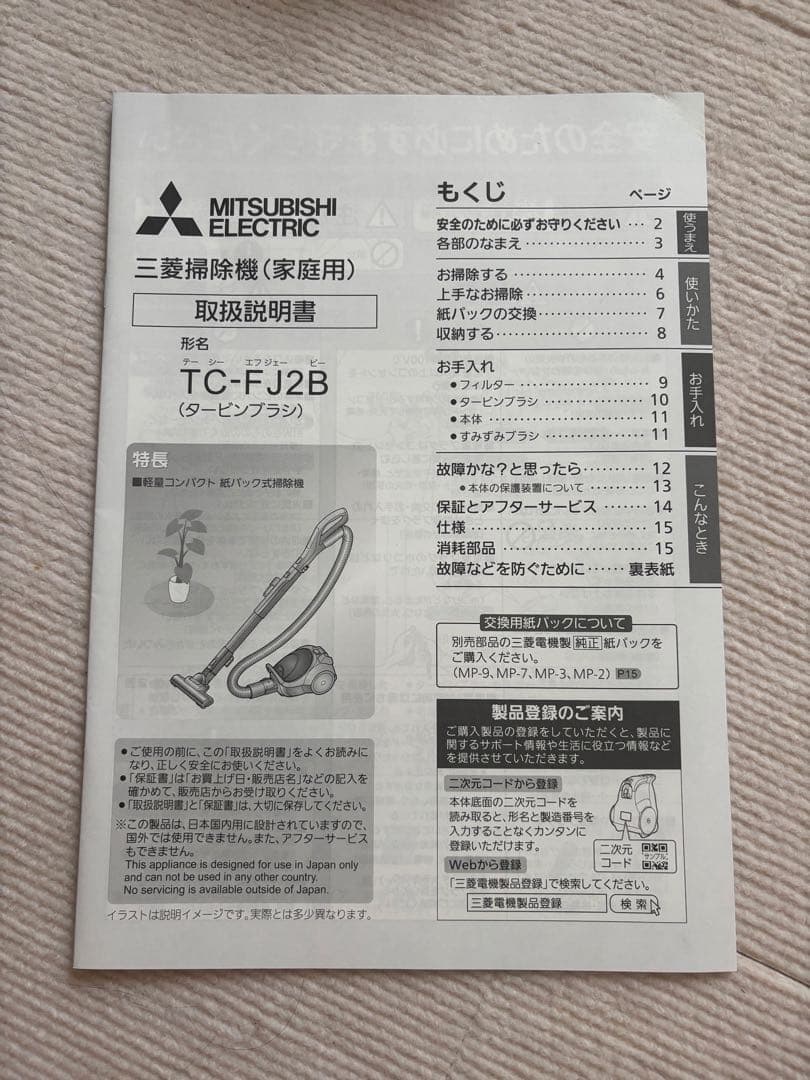 MITSUBISHI
ELECTRIC
三菱掃除機(家庭用)
取扱説明書
形名
ティー シー エフ ジェー ビー
TC-FJ2B
(タービンブラシ)
特長
■軽量コンパクト 紙パック式掃除機
●ご使用の前に、この「取扱説明書」をよくお読みに
なり、正しく安全にお使いください。
●「保証書」は「お買上げ日・販売店名」などの記入を
確かめて、販売店からお受け取りください。
●「取扱説明書」と「保証書」は、大切に保存してください。
※この製品は、日本国内用に設計されていますので、
国外では使用できません。また、アフターサービス
もできません。
This appliance is designed for use in Japan only
and can not be used in any other country.
No servicing is available outside of Japan.
イラストは説明イメージです。実際とは多少異なります。
もくじ ページ
安全のために必ずお守りください … 2
各部のなまえ ………………… 3
使うまえ
お掃除する ………………… 4
上手なお掃除 ………………… 6
紙パックの交換 ………………… 7
収納する ………………… 8
使いかた
お手入れ
●フィルター ………………… 9
●タービンブラシ ………………… 10
●本体 ………………… 11
●すみずみブラシ ………………… 11
お手入れ
故障かな?と思ったら ………… 12
●本体の保護装置について ………… 13
保証とアフターサービス ……… 14
仕様 ………………… 15
消耗部品 ………………… 15
故障などを防ぐために …… 裏表紙
こんなとき
交換用紙パックについて
別売部品の三菱電機製 純正 紙パックを
ご購入ください。
(MP-9、MP-7、MP-3、MP-2) P15
製品登録のご案内
ご購入製品の登録をしていただくと、製品に
関するサポート情報や生活に役立つ情報など
を提供させていただきます。
二次元コードから登録
本体底面の二次元コードを
読み取ると、形名と製造番号を
入力することなくカンタンに
登録いただけます。
二次元
コード
サンプル
Webから登録
「三菱電機製品登録」で検索してください。
三菱電機製品登録 検索